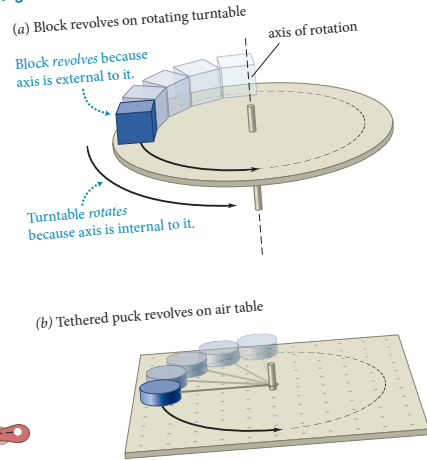 (a) Block revolves on rotating turntable
axis of rotation
Block revolves because
axis is external to it.
Turntable rotates
because axis is internal to it.
(b) Tethered puck revolves on air table